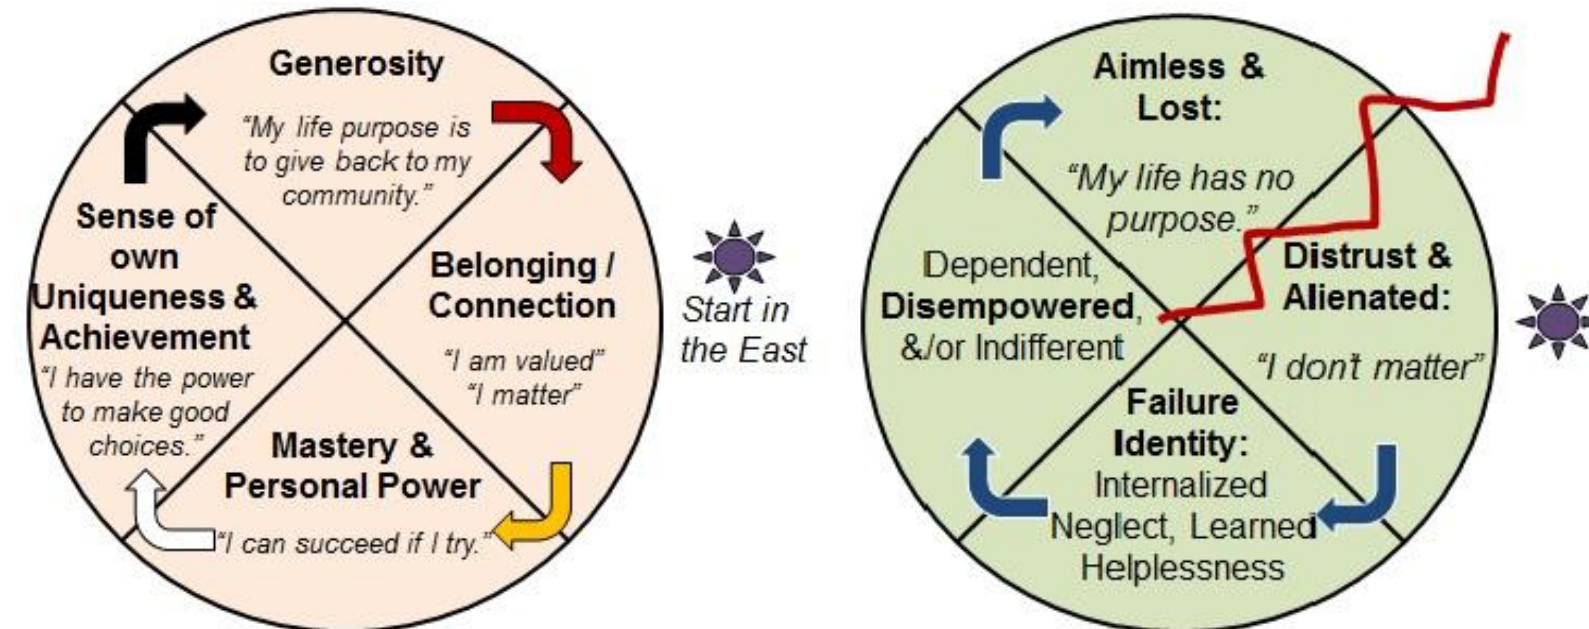 Generosity
“My life purpose is
to give back to my
community.”
Sense of
own
Uniqueness &
Achievement
“I have the power
to make good
choices.”
Belonging /
Connection
“I am valued”
“I matter”
Mastery &
Personal Power
“I can succeed if I try.”
Start in
the East
Aimless &
Lost:
“My life has no
purpose.”
Dependent,
Disempowered,
&/or Indifferent
Distrust &
Alienated:
“I don’t matter”
Failure
Identity:
Internalized
Neglect, Learned
Helplessness